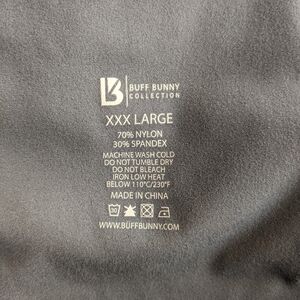 BUFF BUNNY
COLLECTION
XXX LARGE
70% NYLON
30% SPANDEX
MACHINE WASH COLD
DO NOT TUMBLE DRY
DO NOT BLEACH
IRON LOW HEAT
BELOW 110°C/230°F
MADE IN CHINA
30
WWW.BUFFBUNNY.COM